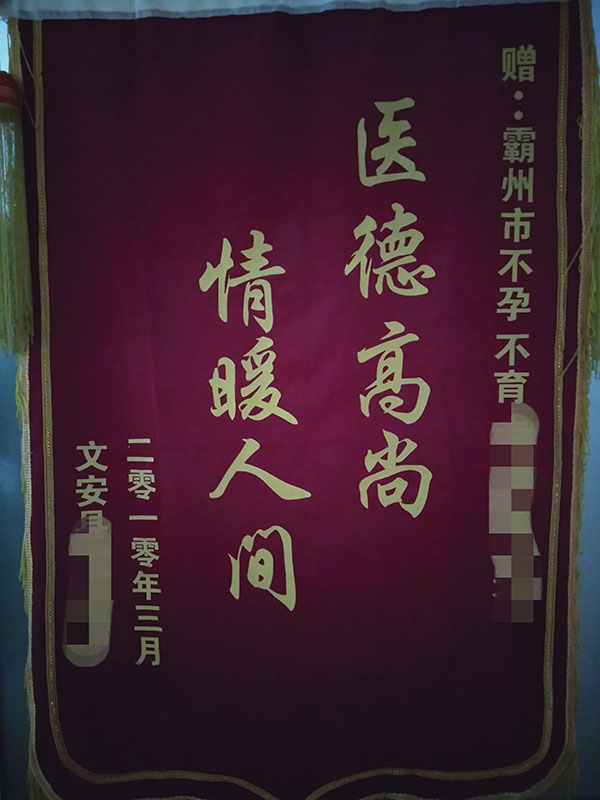 赠：霸州市不孕不育
医德高尚
情暖人间
二零一零年三月
文安县